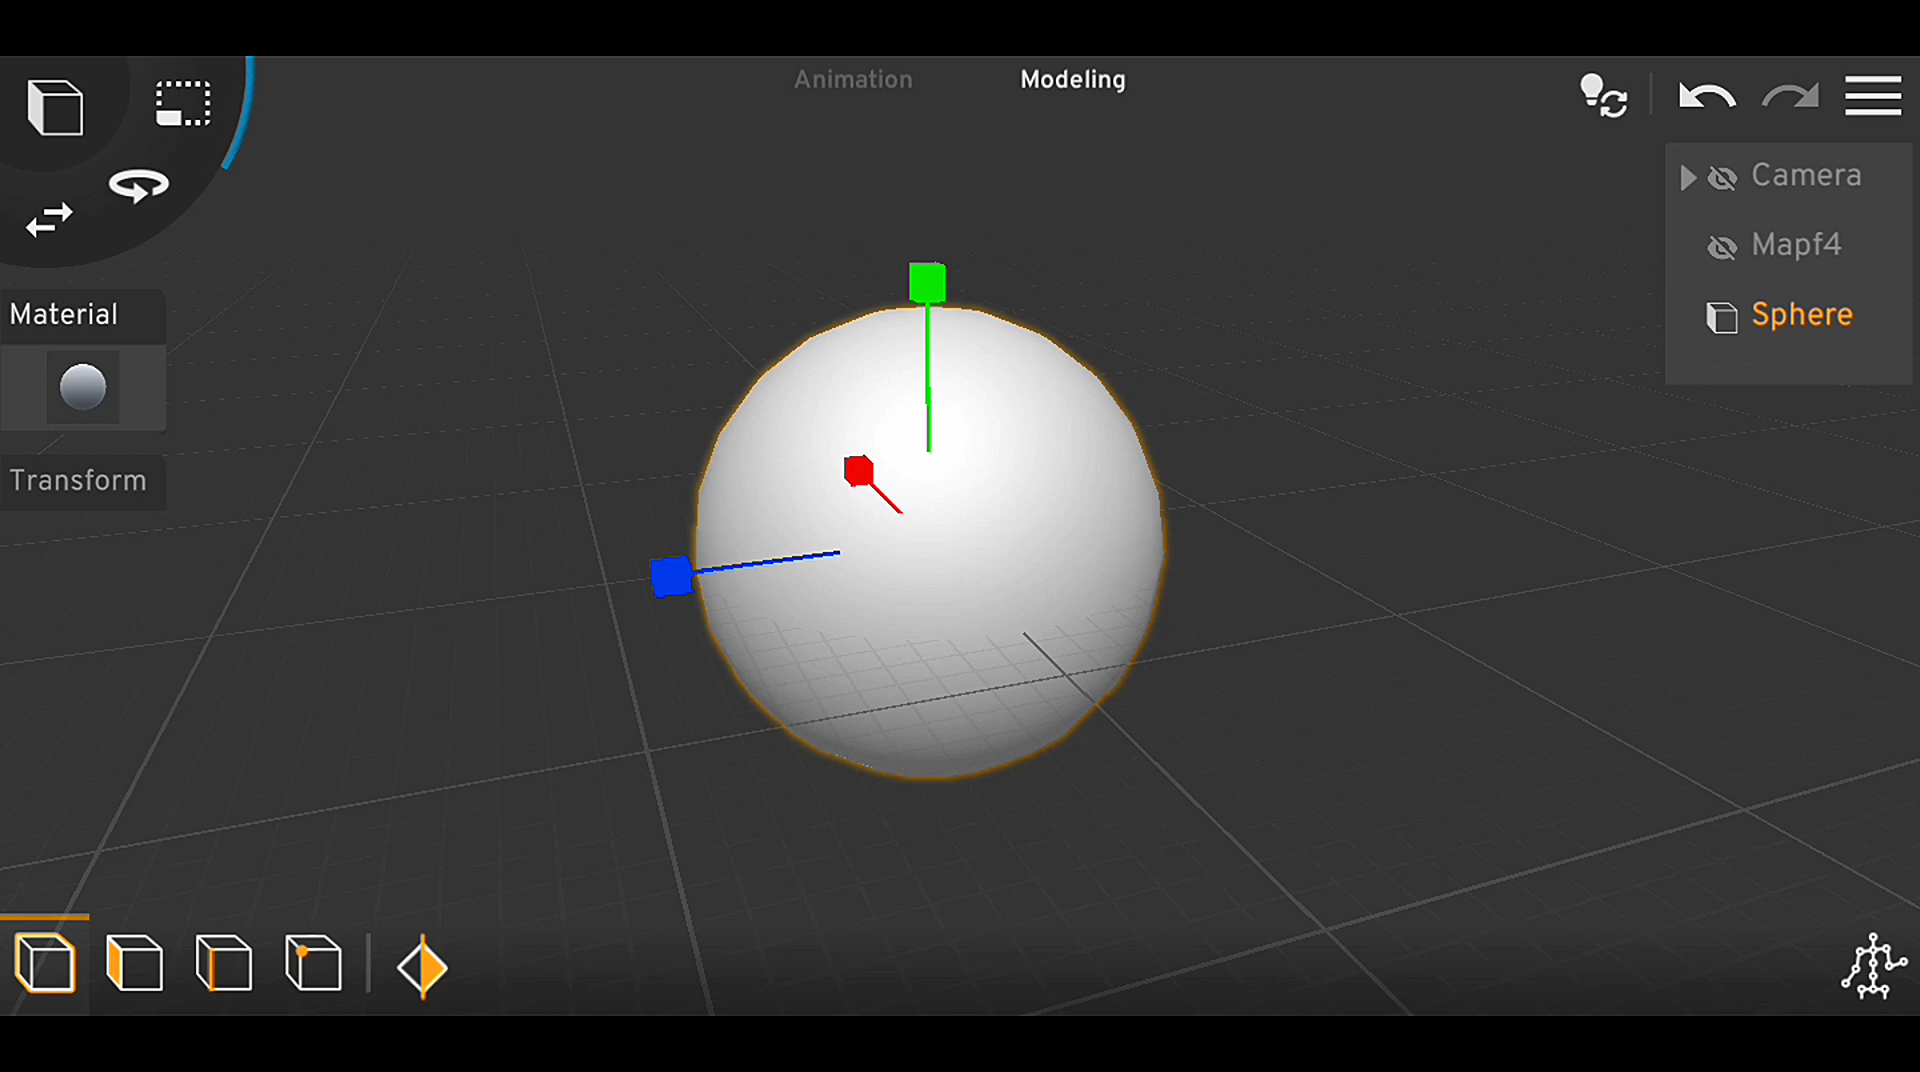 Animation
Modeling
Camera
Mapf4
Sphere
Material
Transform